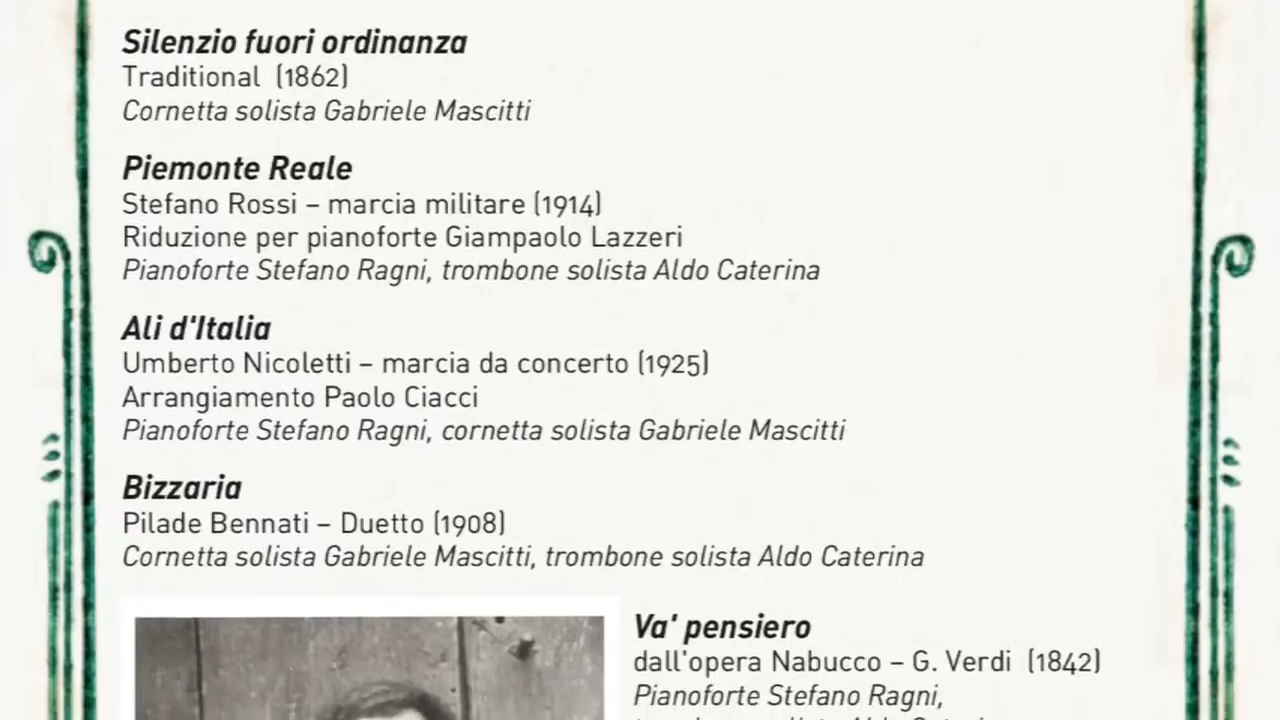 Silenzio fuori ordinanza
Traditional (1862)
Cornetta solista Gabriele Mascitti
Piemonte Reale
Stefano Rossi – marcia militare (1914)
Riduzione per pianoforte Giampaolo Lazzeri
Pianoforte Stefano Ragni, trombone solista Aldo Caterina
Ali d'Italia
Umberto Nicoletti – marcia da concerto (1925)
Arrangiamento Paolo Ciacci
Pianoforte Stefano Ragni, cornetta solista Gabriele Mascitti
Bizzaria
Pilade Bennati – Duetto (1908)
Cornetta solista Gabriele Mascitti, trombone solista Aldo Caterina
Va' pensiero
dall'opera Nabucco – G. Verdi (1842)
Pianoforte Stefano Ragni,